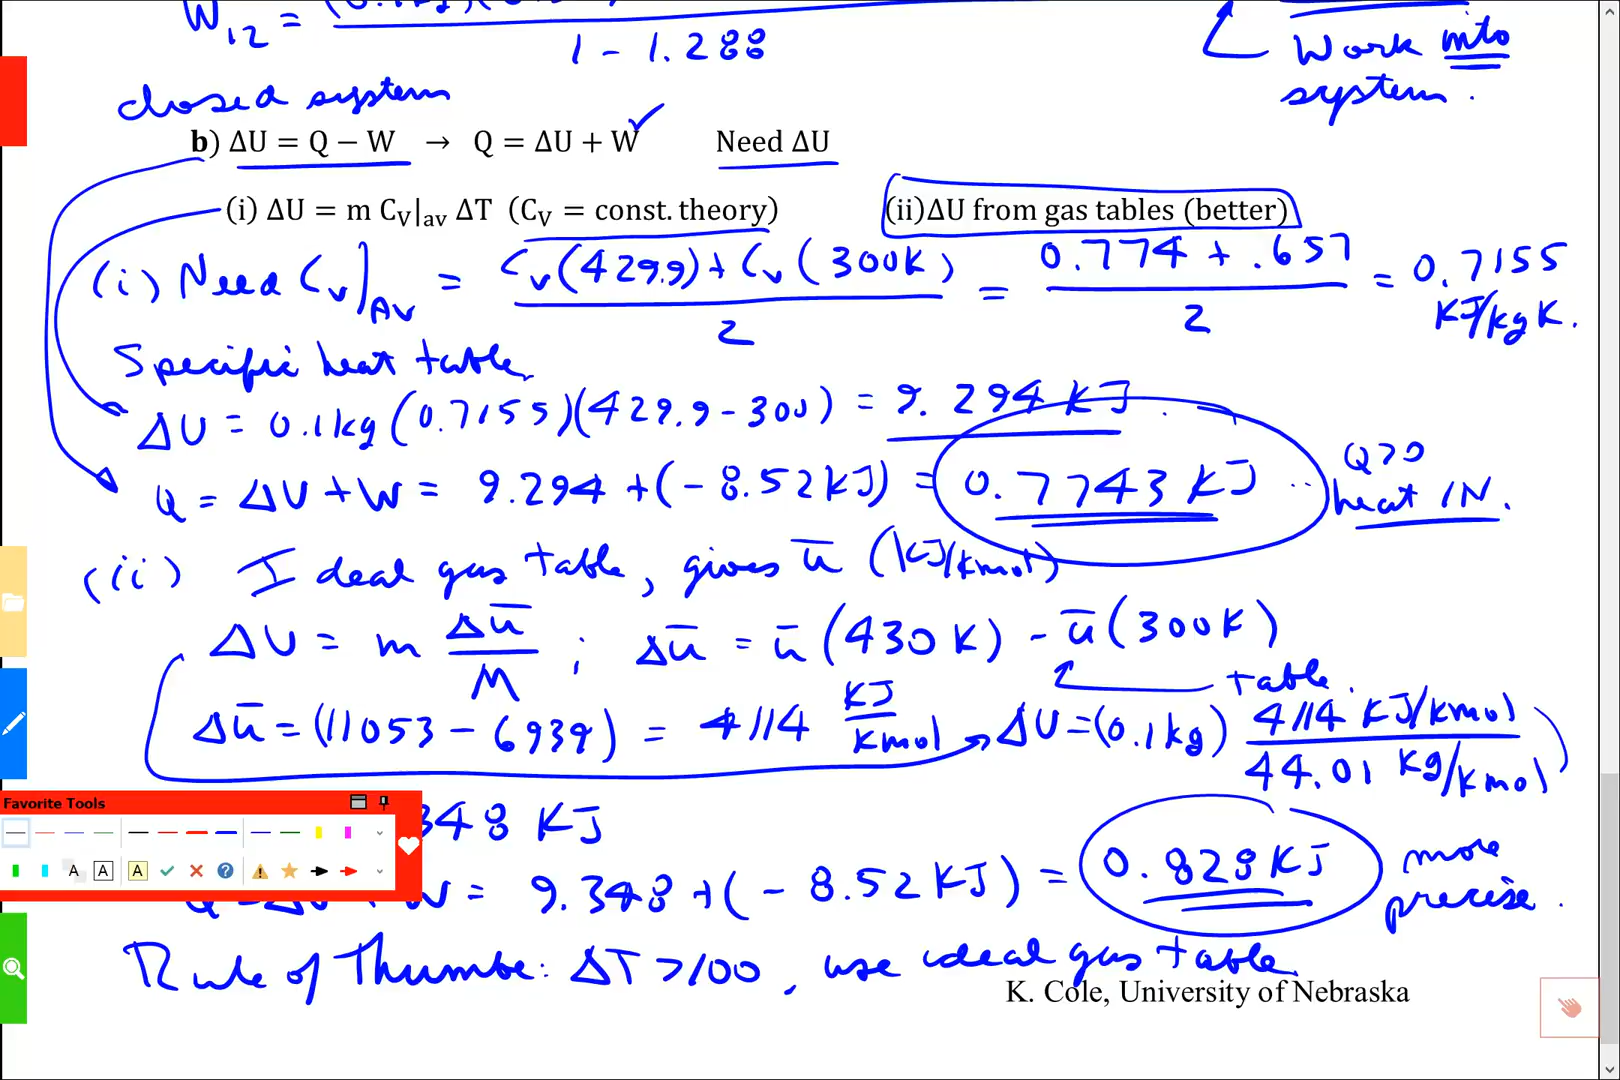 W₁₂ =
1 - 1.288
Work into
system.
closed system
b) ΔU = Q − W → Q = ΔU + W ✓ Need ΔU
(i) ΔU = m Cᵥ|av ΔT (Cᵥ = const. theory) (ii)ΔU from gas tables (better)
(i) Need Cv]AV = Cv(429.9) + Cv(300K) / 2 = 0.774 + .657 / 2 = 0.7155 KJ/kg K.
Specific heat table
ΔU = 0.1kg (0.7155)(429.9-300) = 9.294 KJ.
Q = ΔU+W = 9.294 +(-8.52KJ) = 0.7743 KJ
Q>0
heat IN.
(ii) Ideal gas table, gives ū (KJ/kmol)
ΔU = m Δū / M ; Δū = ū(430K) - ū(300K)
table.
Δū = (11053 - 6939) = 4114 KJ/kmol ΔU=(0.1kg) 4114 KJ/kmol / 44.01 kg/kmol
Favorite Tools
348 KJ
W = 9.348 +(-8.52KJ) = 0.828KJ more precise.
Rule of Thumbe: ΔT>100, use ideal gas table
K. Cole, University of Nebraska